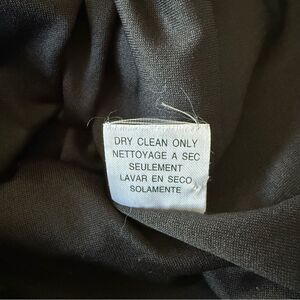 DRY CLEAN ONLY
NETTOYAGE A SEC
SEULEMENT
LAVAR EN SECO
SOLAMENTE